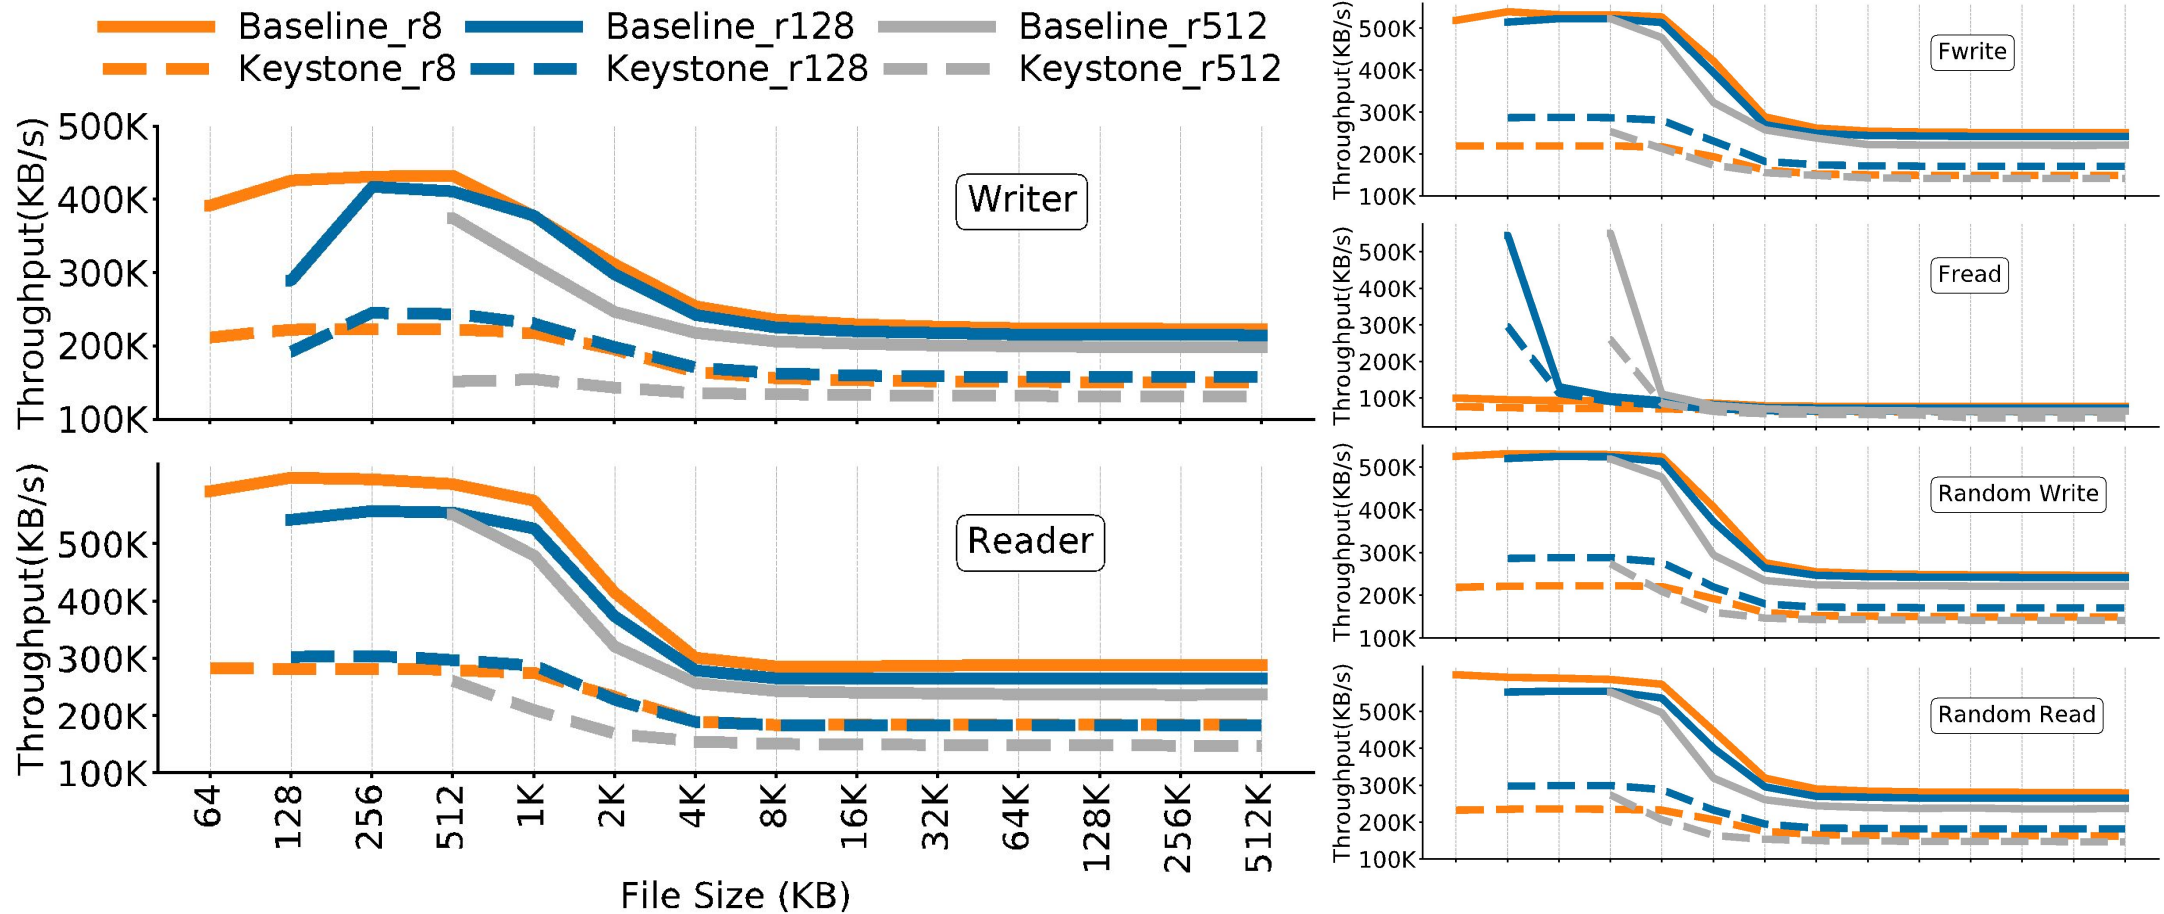 Baseline_r8 Baseline_r128 Baseline_r512
Keystone_r8 Keystone_r128 Keystone_r512
Throughput(KB/s)
500K
400K
300K
200K
100K
Writer
Throughput(KB/s)
500K
400K
300K
200K
100K
Reader
64 128 256 512 1K 2K 4K 8K 16K 32K 64K 128K 256K 512K
File Size (KB)
Throughput(KB/s)
500K
400K
300K
200K
100K
Fwrite
Throughput(KB/s)
500K
400K
300K
200K
100K
Fread
Throughput(KB/s)
500K
400K
300K
200K
100K
Random Write
Throughput(KB/s)
500K
400K
300K
200K
100K
Random Read